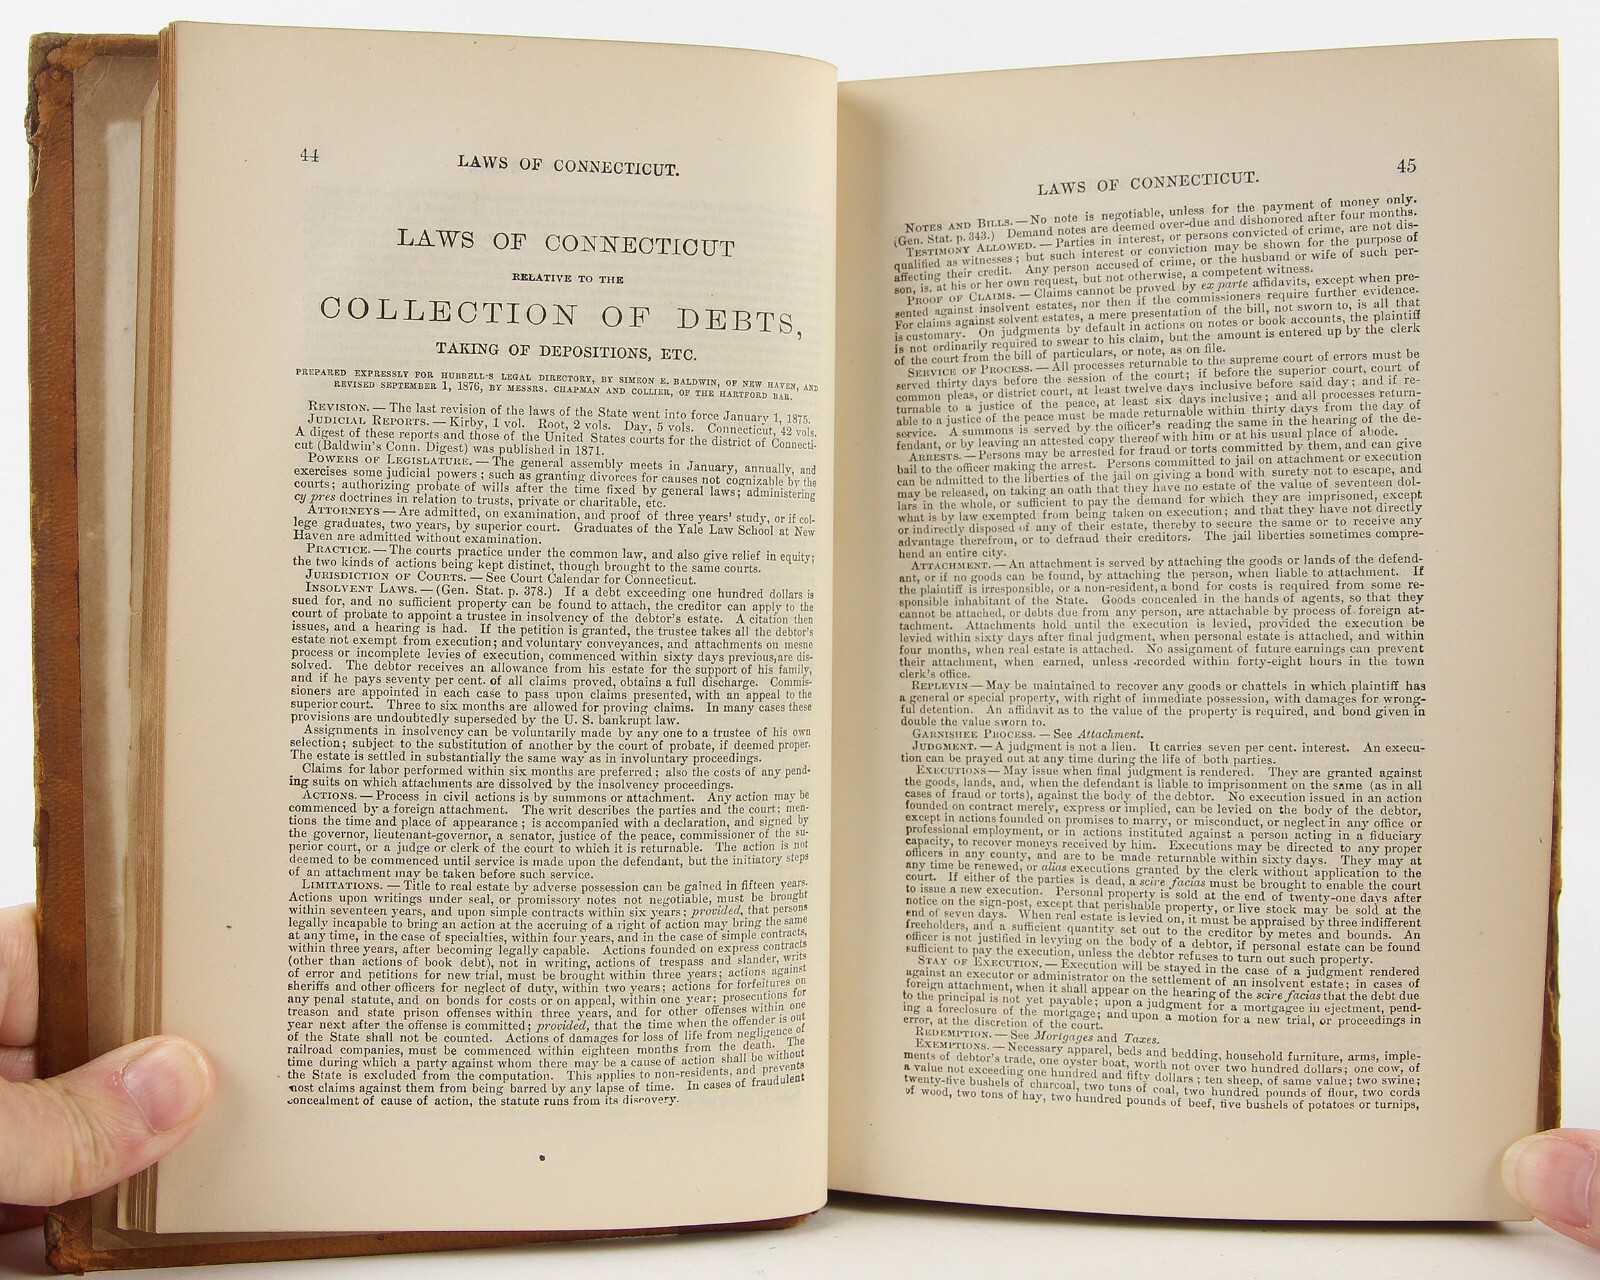 44
LAWS OF CONNECTICUT.
LAWS OF CONNECTICUT
RELATIVE TO THE
COLLECTION OF DEBTS,
TAKING OF DEPOSITIONS, ETC.
PREPARED EXPRESSLY FOR HUBBELL'S LEGAL DIRECTORY, BY SIMEON E. BALDWIN, OF NEW HAVEN, AND
REVISED SEPTEMBER 1, 1876, BY MESSRS. CHAPMAN AND COLLIER, OF THE HARTFORD BAR.
REVISION. — The last revision of the laws of the State went into force January 1, 1875.
JUDICIAL REPORTS. — Kirby, 1 vol. Root, 2 vols. Day, 5 vols. Connecticut, 42 vols.
A digest of these reports and those of the United States courts for the district of Connecti-
cut (Baldwin's Conn. Digest) was published in 1871.
POWERS OF LEGISLATURE. — The general assembly meets in January, annually, and
exercises some judicial powers; such as granting divorces for causes not cognizable by the
courts; authorizing probate of wills after the time fixed by general laws; administering
cy pres doctrines in relation to trusts, private or charitable, etc.
ATTORNEYS — Are admitted, on examination, and proof of three years' study, or if col-
lege graduates, two years, by superior court. Graduates of the Yale Law School at New
Haven are admitted without examination.
PRACTICE. — The courts practice under the common law, and also give relief in equity;
the two kinds of actions being kept distinct, though brought to the same courts.
JURISDICTION OF COURTS. — See Court Calendar for Connecticut.
INSOLVENT LAWS. — (Gen. Stat. p. 378.) If a debt exceeding one hundred dollars is
sued for, and no sufficient property can be found to attach, the creditor can apply to the
court of probate to appoint a trustee in insolvency of the debtor's estate. A citation then
issues, and a hearing is had. If the petition is granted, the trustee takes all the debtor's
estate not exempt from execution; and voluntary conveyances, and attachments on mesne
process or incomplete levies of execution, commenced within sixty days previous, are dis-
solved. The debtor receives an allowance from his estate for the support of his family,
and if he pays seventy per cent. of all claims proved, obtains a full discharge. Commis-
sioners are appointed in each case to pass upon claims presented, with an appeal to the
superior court. Three to six months are allowed for proving claims. In many cases these
provisions are undoubtedly superseded by the U. S. bankrupt law.
Assignments in insolvency can be voluntarily made by any one to a trustee of his own
selection; subject to the substitution of another by the court of probate, if deemed proper.
The estate is settled in substantially the same way as in involuntary proceedings.
Claims for labor performed within six months are preferred; also the costs of any pend-
ing suits on which attachments are dissolved by the insolvency proceedings.
ACTIONS. — Process in civil actions is by summons or attachment. Any action may be
commenced by a foreign attachment. The writ describes the parties and the court; men-
tions the time and place of appearance; is accompanied with a declaration, and signed by
the governor, lieutenant-governor, a senator, justice of the peace, commissioner of the su-
perior court, or a judge or clerk of the court to which it is returnable. The action is not
deemed to be commenced until service is made upon the defendant, but the initiatory steps
of an attachment may be taken before such service.
LIMITATIONS. — Title to real estate by adverse possession can be gained in fifteen years.
Actions upon writings under seal, or promissory notes not negotiable, must be brought
within seventeen years, and upon simple contracts within six years; provided, that persons
legally incapable to bring an action at the accruing of a right of action may bring the same
at any time, in the case of specialties, within four years, and in the case of simple contracts,
within three years, after becoming legally capable. Actions founded on express contracts
(other than actions of book debt), not in writing, actions of trespass and slander, writs
of error and petitions for new trial, must be brought within three years; actions against
sheriffs and other officers for neglect of duty, within two years; actions for forfeitures on
any penal statute, and on bonds for costs or on appeal, within one year; prosecutions for
treason and state prison offenses within three years, and for other offenses within one
year next after the offense is committed; provided, that the time when the offender is out
of the State shall not be counted. Actions of damages for loss of life from negligence of
railroad companies, must be commenced within eighteen months from the death. The
time during which a party against whom there may be a cause of action shall be without
the State is excluded from the computation. This applies to non-residents, and prevents
most claims against them from being barred by any lapse of time. In cases of fraudulent
concealment of cause of action, the statute runs from its discovery.
LAWS OF CONNECTICUT.
45
NOTES AND BILLS. — No note is negotiable, unless for the payment of money only.
(Gen. Stat. p. 343.) Demand notes are deemed over-due and dishonored after four months.
TESTIMONY ALLOWED. — Parties in interest, or persons convicted of crime, are not dis-
qualified as witnesses; but such interest or conviction may be shown for the purpose of
affecting their credit. Any person accused of crime, or the husband or wife of such per-
son, is, at his or her own request, but not otherwise, a competent witness.
PROOF OF CLAIMS. — Claims cannot be proved by ex parte affidavits, except when pre-
sented against insolvent estates, nor then if the commissioners require further evidence.
For claims against solvent estates, a mere presentation of the bill, not sworn to, is all that
is customary. On judgments by default in actions on notes or book accounts, the plaintiff
is not ordinarily required to swear to his claim, but the amount is entered up by the clerk
of the court from the bill of particulars, or note, as on file.
SERVICE OF PROCESS. — All processes returnable to the supreme court of errors must be
served thirty days before the session of the court; if before the superior court, court of
common pleas, or district court, at least twelve days inclusive before said day; and if re-
turnable to a justice of the peace, at least six days inclusive; and all processes return-
able to a justice of the peace must be made returnable within thirty days from the day of
service. A summons is served by the officer's reading the same in the hearing of the de-
fendant, or by leaving an attested copy thereof with him or at his usual place of abode.
ARRESTS. — Persons may be arrested for fraud or torts committed by them, and can give
bail to the officer making the arrest. Persons committed to jail on attachment or execution
can be admitted to the liberties of the jail on giving a bond with surety not to escape, and
may be released, on taking an oath that they have no estate of the value of seventeen dol-
lars in the whole, or sufficient to pay the demand for which they are imprisoned, except
what is by law exempted from being taken on execution; and that they have not directly
or indirectly disposed of any of their estate, thereby to secure the same or to receive any
advantage therefrom, or to defraud their creditors. The jail liberties sometimes compre-
hend an entire city.
ATTACHMENT. — An attachment is served by attaching the goods or lands of the defend-
ant, or if no goods can be found, by attaching the person, when liable to attachment. If
the plaintiff is irresponsible, or a non-resident, a bond for costs is required from some re-
sponsible inhabitant of the State. Goods concealed in the hands of agents, so that they
cannot be attached, or debts due from any person, are attachable by process of foreign at-
tachment. Attachments hold until the execution is levied, provided the execution be
levied within sixty days after final judgment, when personal estate is attached, and within
four months, when real estate is attached. No assignment of future earnings can prevent
their attachment, when earned, unless recorded within forty-eight hours in the town
clerk's office.
REPLEVIN — May be maintained to recover any goods or chattels in which plaintiff has
a general or special property, with right of immediate possession, with damages for wrong-
ful detention. An affidavit as to the value of the property is required, and bond given in
double the value sworn to.
GARNISHEE PROCESS. — See Attachment.
JUDGMENT. — A judgment is not a lien. It carries seven per cent. interest. An execu-
tion can be prayed out at any time during the life of both parties.
EXECUTIONS — May issue when final judgment is rendered. They are granted against
the goods, lands, and, when the defendant is liable to imprisonment on the same (as in all
cases of fraud or torts), against the body of the debtor. No execution issued in an action
founded on contract merely, express or implied, can be levied on the body of the debtor,
except in actions founded on promises to marry, or misconduct, or neglect in any office or
professional employment, or in actions instituted against a person acting in a fiduciary
capacity, to recover moneys received by him. Executions may be directed to any proper
officers in any county, and are to be made returnable within sixty days. They may at
any time be renewed, or alias executions granted by the clerk without application to the
court. If either of the parties is dead, a scire facias must be brought to enable the court
to issue a new execution. Personal property is sold at the end of twenty-one days after
notice on the sign-post, except that perishable property, or live stock may be sold at the
end of seven days. When real estate is levied on, it must be appraised by three indifferent
freeholders, and a sufficient quantity set out to the creditor by metes and bounds. An
officer is not justified in levying on the body of a debtor, if personal estate can be found
sufficient to pay the execution, unless the debtor refuses to turn out such property.
STAY OF EXECUTION. — Execution will be stayed in the case of a judgment rendered
against an executor or administrator on the settlement of an insolvent estate; in cases of
foreign attachment, when it shall appear on the hearing of the scire facias that the debt due
to the principal is not yet payable; upon a judgment for a mortgagee in ejectment, pend-
ing a foreclosure of the mortgage; and upon a motion for a new trial, or proceedings in
error, at the discretion of the court.
REDEMPTION. — See Mortgages and Taxes.
EXEMPTIONS. — Necessary apparel, beds and bedding, household furniture, arms, imple-
ments of debtor's trade, one oyster boat, worth not over two hundred dollars; one cow, of
a value not exceeding one hundred and fifty dollars; ten sheep, of same value; two swine;
twenty-five bushels of charcoal, two tons of coal, two hundred pounds of flour, two cords
of wood, two tons of hay, two hundred pounds of beef, five bushels of potatoes or turnips,